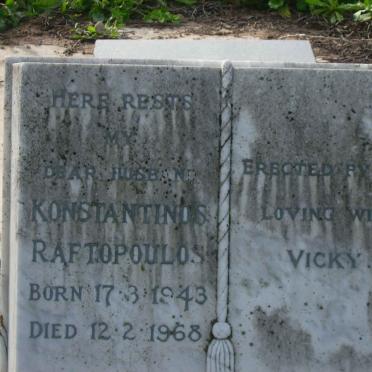 HERE RESTS
MY
DEAR HUSBAN
KONSTANTINOS
RAFTOPOULOS
BORN 17 3 1943
DIED 12 2 1968
ERECTED BY
LOVING WI
VICKY